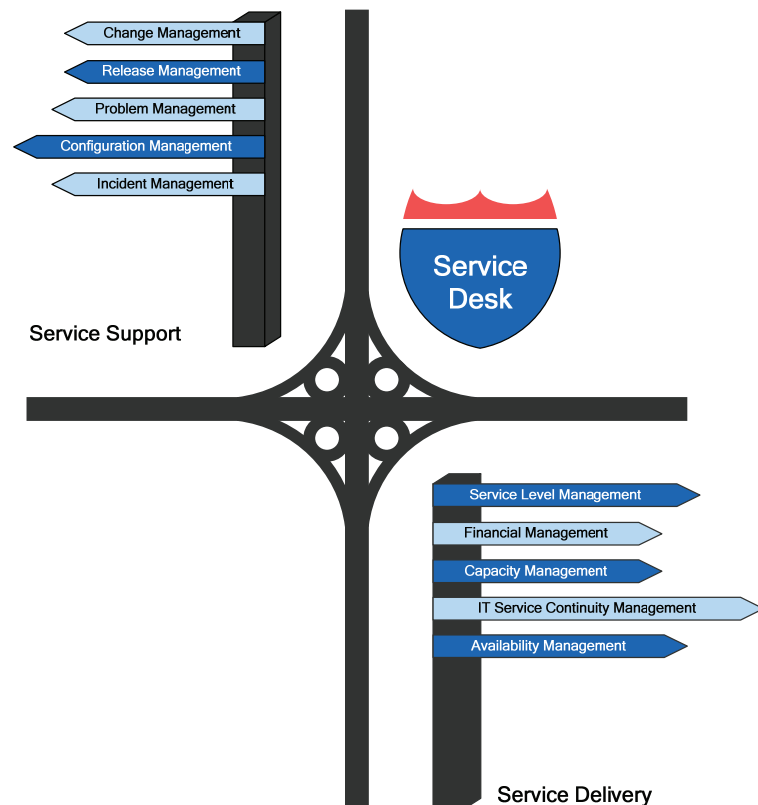 Change Management
Release Management
Problem Management
Configuration Management
Incident Management
Service Support
Service
Desk
Service Level Management
Financial Management
Capacity Management
IT Service Continuity Management
Availability Management
Service Delivery